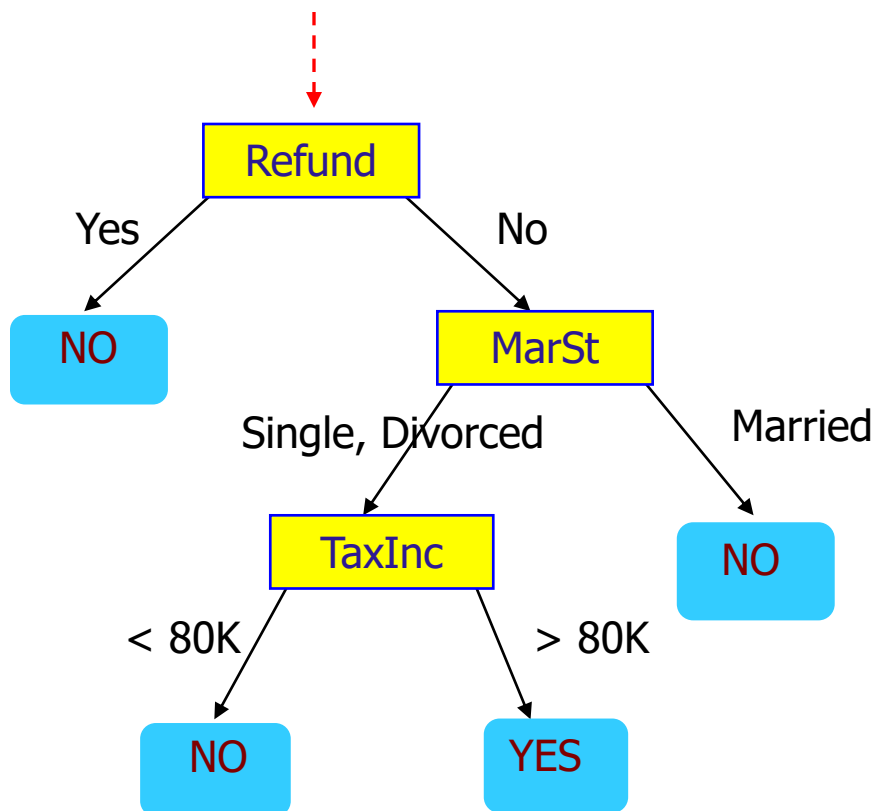 Refund
Yes
No
NO
MarSt
Single, Divorced
Married
TaxInc
NO
< 80K
> 80K
NO
YES